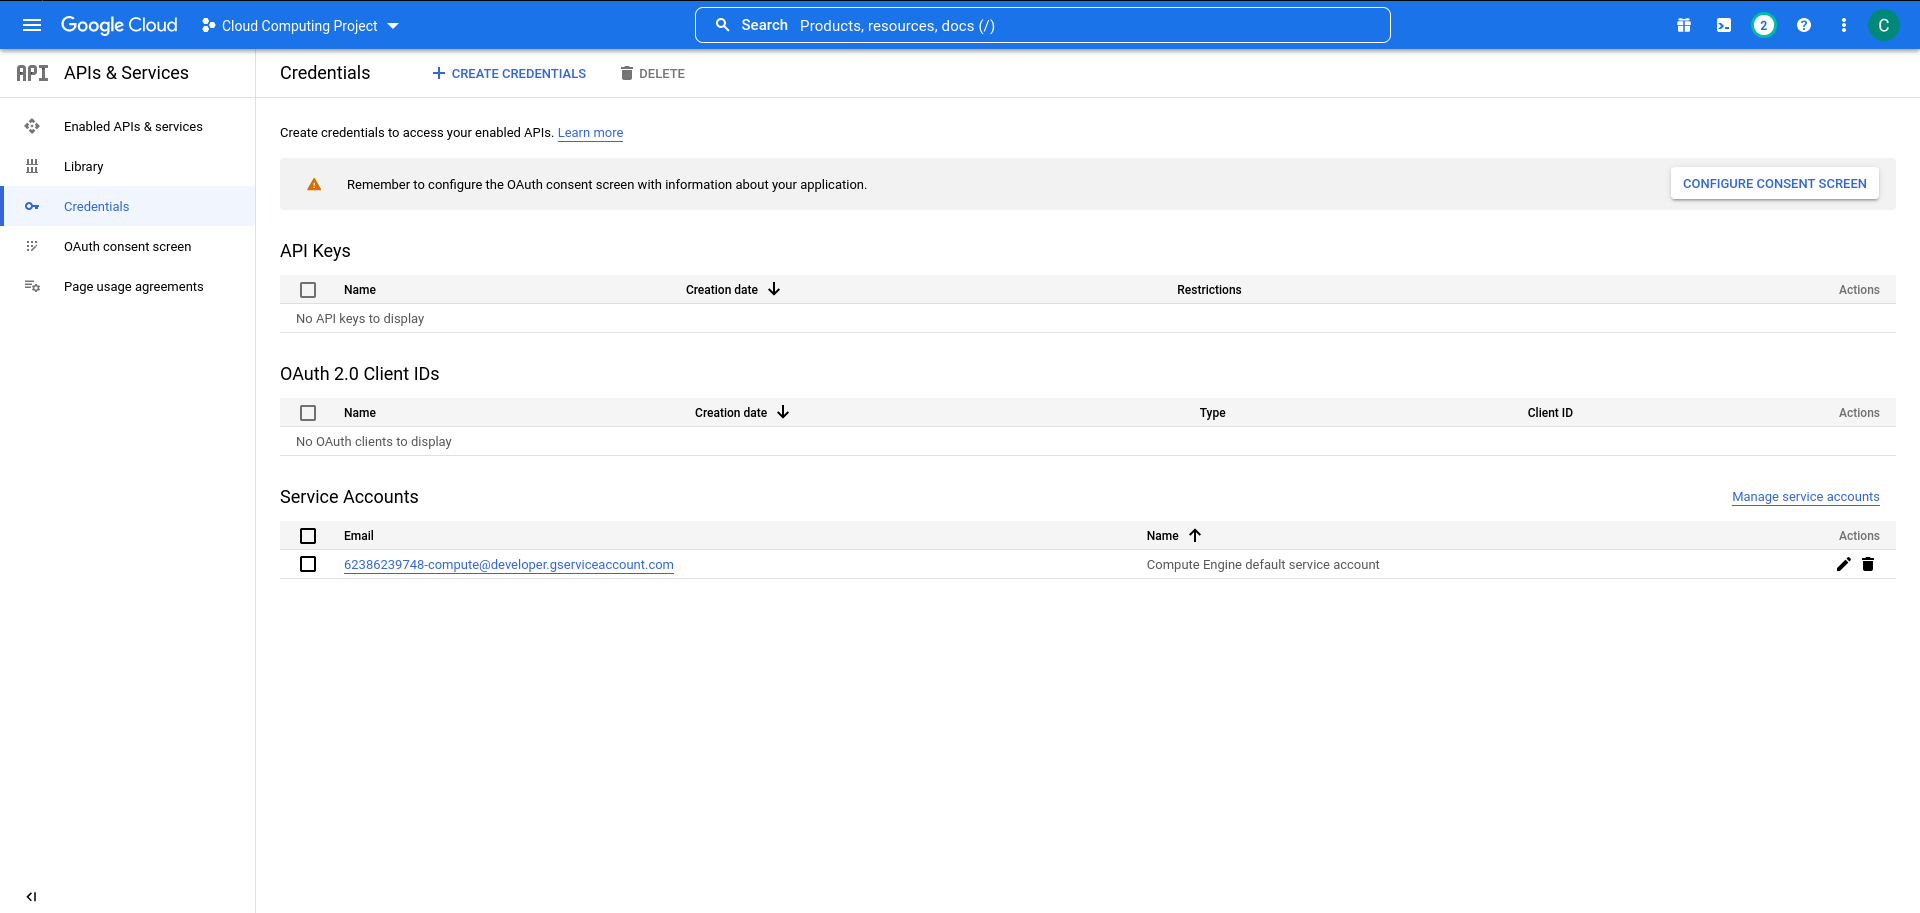 Google Cloud
Cloud Computing Project
Search Products, resources, docs (/)
2
C
API APIs & Services
Enabled APIs & services
Library
Credentials
OAuth consent screen
Page usage agreements
Credentials
CREATE CREDENTIALS
DELETE
Create credentials to access your enabled APIs. Learn more
Remember to configure the OAuth consent screen with information about your application.
CONFIGURE CONSENT SCREEN
API Keys
Name Creation date Restrictions Actions
No API keys to display
OAuth 2.0 Client IDs
Name Creation date Type Client ID Actions
No OAuth clients to display
Service Accounts
Manage service accounts
Email Name Actions
62386239748-compute@developer.gserviceaccount.com Compute Engine default service account